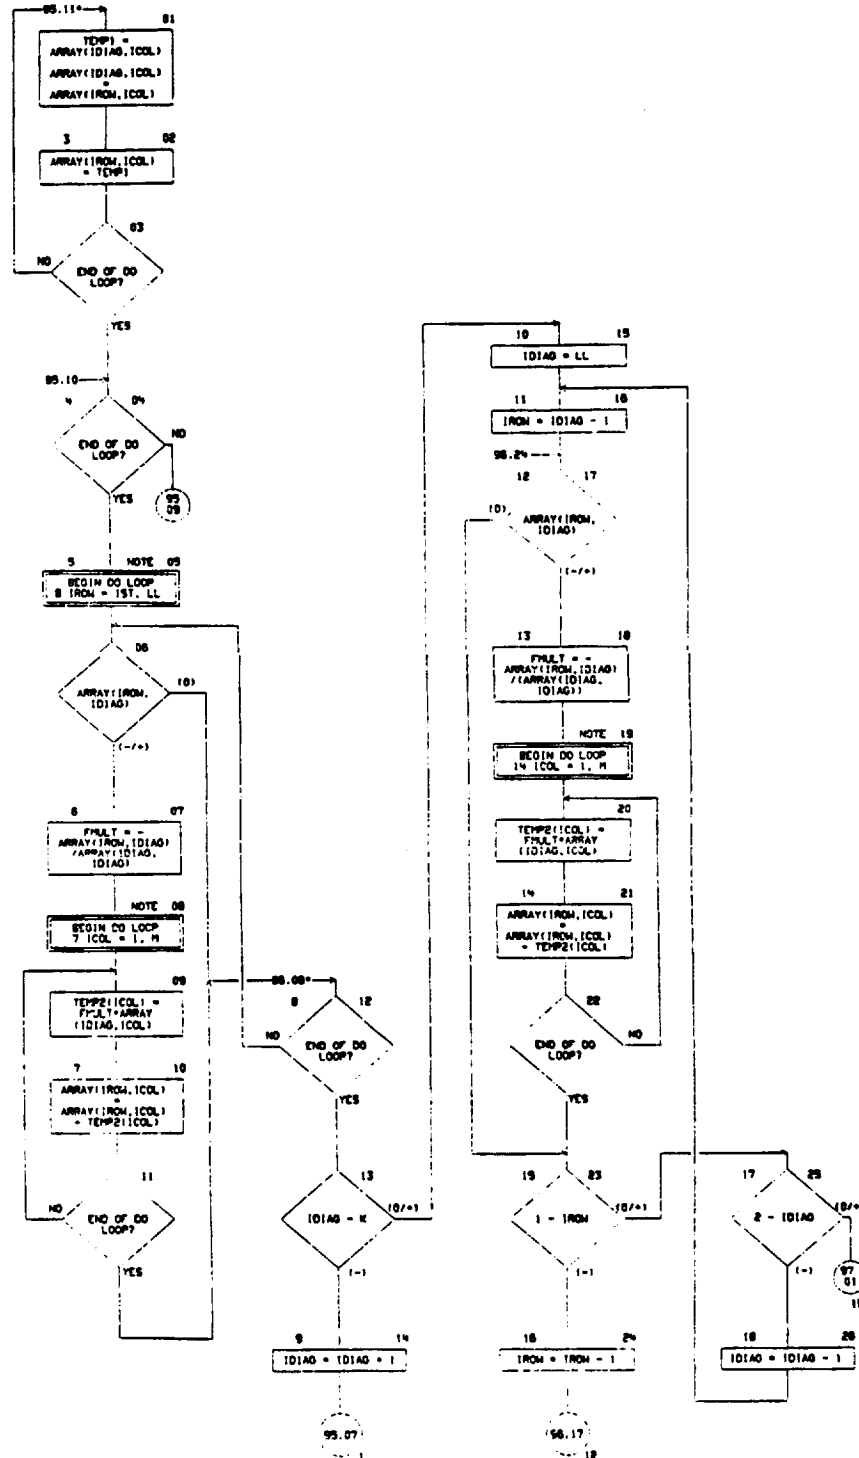 95.11*
01
TEMP1 =
ARRAY(IDIAG,ICOL)
ARRAY(IDIAG,ICOL)
=
ARRAY(IROW,ICOL)
3 02
ARRAY(IROW,ICOL)
= TEMP1
03
END OF DO
LOOP?
NO
YES
95.10
4 04
END OF DO
LOOP?
NO
YES
95
09
5 NOTE 05
BEGIN DO LOOP
8 IROW = IST, LL
06
ARRAY(IROW,
IDIAG)
(0)
(-/+)
6 07
FMULT = -
ARRAY(IROW,IDIAG)
/ARRAY(IDIAG,
IDIAG)
NOTE 08
BEGIN DO LOOP
7 ICOL = 1, M
09
TEMP2(ICOL) =
FMULT*ARRAY
(IDIAG,ICOL)
7 10
ARRAY(IROW,ICOL)
=
ARRAY(IROW,ICOL)
+ TEMP2(ICOL)
11
NO
END OF DO
LOOP?
YES
8 12
NO
END OF DO
LOOP?
YES
13
IDIAG - K
(0/+)
(-)
9 14
IDIAG = IDIAG + 1
95.07
1
10 15
IDIAG = LL
11 16
IROW = IDIAG - 1
96.24
12 17
(0)
ARRAY(IROW,
IDIAG)
(-/+)
13 18
FMULT = -
ARRAY(IROW,IDIAG)
/(ARRAY(IDIAG,
IDIAG))
NOTE 19
BEGIN DO LOOP
14 ICOL = 1, M
20
TEMP2(ICOL) =
FMULT*ARRAY
(IDIAG,ICOL)
14 21
ARRAY(IROW,ICOL)
=
ARRAY(IROW,ICOL)
+ TEMP2(ICOL)
22
END OF DO
LOOP?
NO
YES
15 23
1 - IROW
(0/+)
(-)
16 24
IROW = IROW - 1
96.17
12
17 25
2 - IDIAG
(0/+)
(-)
97
01
18 26
IDIAG = IDIAG - 1